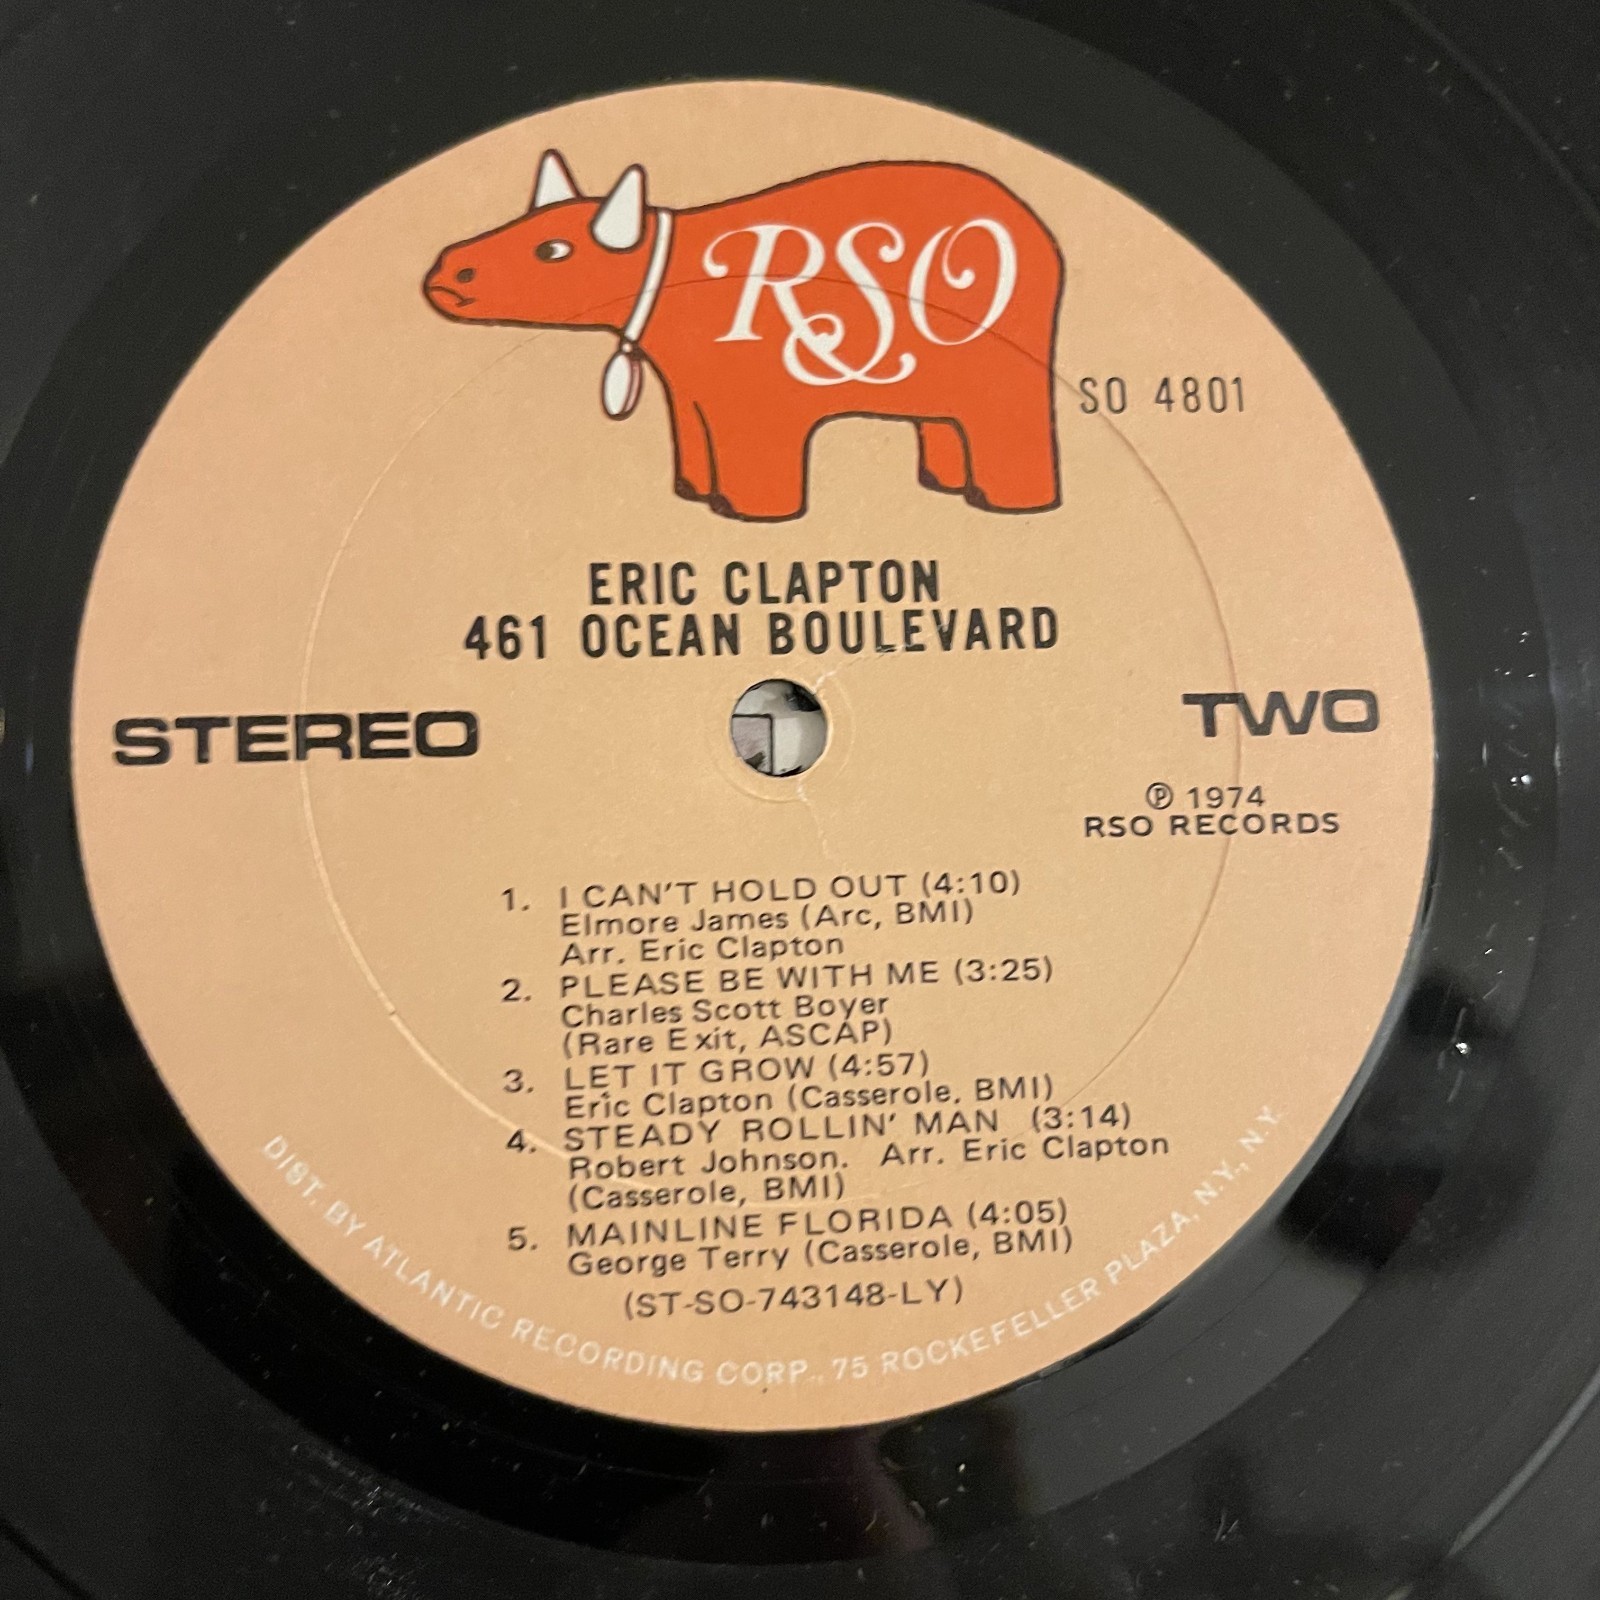 RSO
SO 4801
ERIC CLAPTON
461 OCEAN BOULEVARD
STEREO
TWO
℗ 1974
RSO RECORDS
1. I CAN'T HOLD OUT (4:10)
Elmore James (Arc, BMI)
Arr. Eric Clapton
2. PLEASE BE WITH ME (3:25)
Charles Scott Boyer
(Rare Exit, ASCAP)
3. LET IT GROW (4:57)
Eric Clapton (Casserole, BMI)
4. STEADY ROLLIN' MAN (3:14)
Robert Johnson. Arr. Eric Clapton
(Casserole, BMI)
5. MAINLINE FLORIDA (4:05)
George Terry (Casserole, BMI)
(ST-SO-743148-LY)
DIST. BY ATLANTIC RECORDING CORP., 75 ROCKEFELLER PLAZA, N.Y., N.Y.